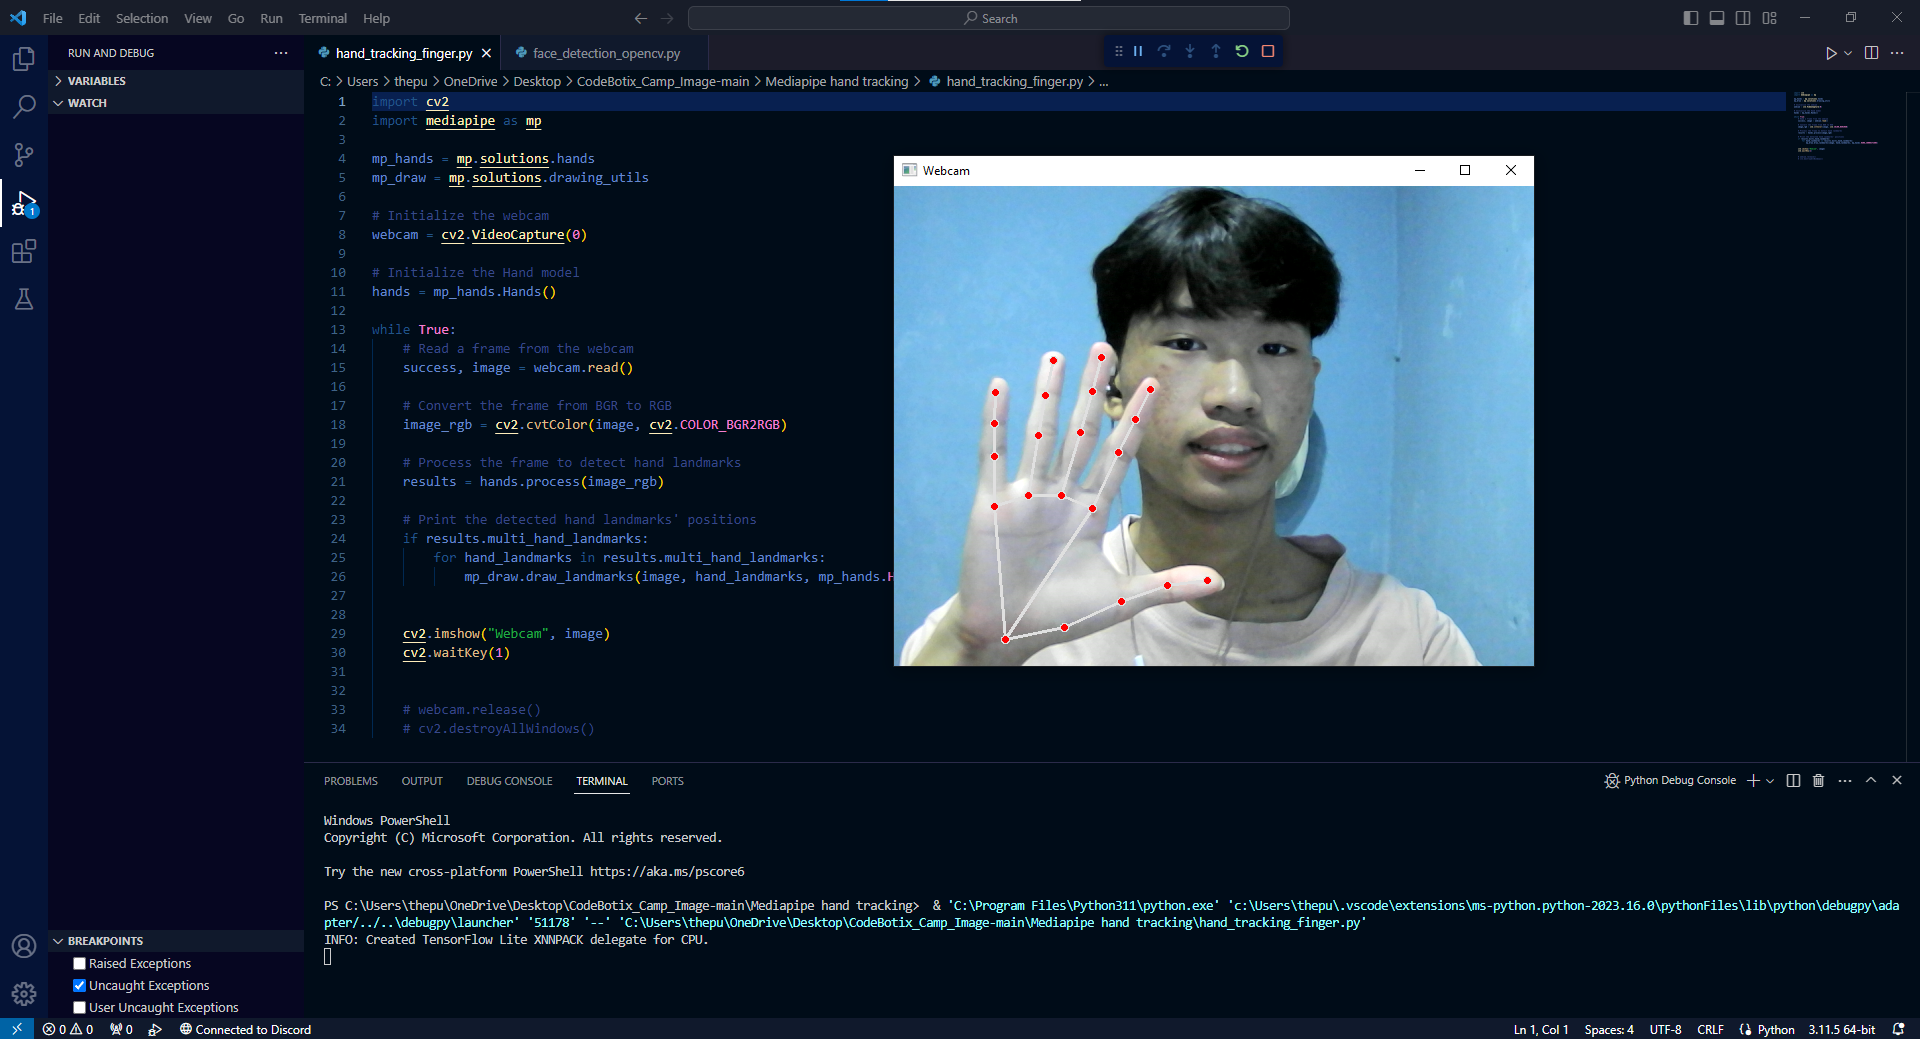 File Edit Selection View Go Run Terminal Help
Search
RUN AND DEBUG
VARIABLES
WATCH
hand_tracking_finger.py
face_detection_opencv.py
C: > Users > thepu > OneDrive > Desktop > CodeBotix_Camp_Image-main > Mediapipe hand tracking > hand_tracking_finger.py > ...
1 import cv2
2 import mediapipe as mp
3
4 mp_hands = mp.solutions.hands
5 mp_draw = mp.solutions.drawing_utils
6
7 # Initialize the webcam
8 webcam = cv2.VideoCapture(0)
9
10 # Initialize the Hand model
11 hands = mp_hands.Hands()
12
13 while True:
14 # Read a frame from the webcam
15 success, image = webcam.read()
16
17 # Convert the frame from BGR to RGB
18 image_rgb = cv2.cvtColor(image, cv2.COLOR_BGR2RGB)
19
20 # Process the frame to detect hand landmarks
21 results = hands.process(image_rgb)
22
23 # Print the detected hand landmarks' positions
24 if results.multi_hand_landmarks:
25 for hand_landmarks in results.multi_hand_landmarks:
26 mp_draw.draw_landmarks(image, hand_landmarks, mp_hands.H
27
28
29 cv2.imshow("Webcam", image)
30 cv2.waitKey(1)
31
32
33 # webcam.release()
34 # cv2.destroyAllWindows()
Webcam
PROBLEMS OUTPUT DEBUG CONSOLE TERMINAL PORTS
Python Debug Console
Windows PowerShell
Copyright (C) Microsoft Corporation. All rights reserved.
Try the new cross-platform PowerShell https://aka.ms/pscore6
PS C:\Users\thepu\OneDrive\Desktop\CodeBotix_Camp_Image-main\Mediapipe hand tracking> & 'C:\Program Files\Python311\python.exe' 'c:\Users\thepu\.vscode\extensions\ms-python.python-2023.16.0\pythonFiles\lib\python\debugpy\ada
pter/../..\debugpy\launcher' '51178' '--' 'C:\Users\thepu\OneDrive\Desktop\CodeBotix_Camp_Image-main\Mediapipe hand tracking\hand_tracking_finger.py'
INFO: Created TensorFlow Lite XNNPACK delegate for CPU.
1
BREAKPOINTS
Raised Exceptions
Uncaught Exceptions
User Uncaught Exceptions
0 0 0 Connected to Discord
Ln 1, Col 1 Spaces: 4 UTF-8 CRLF Python 3.11.5 64-bit